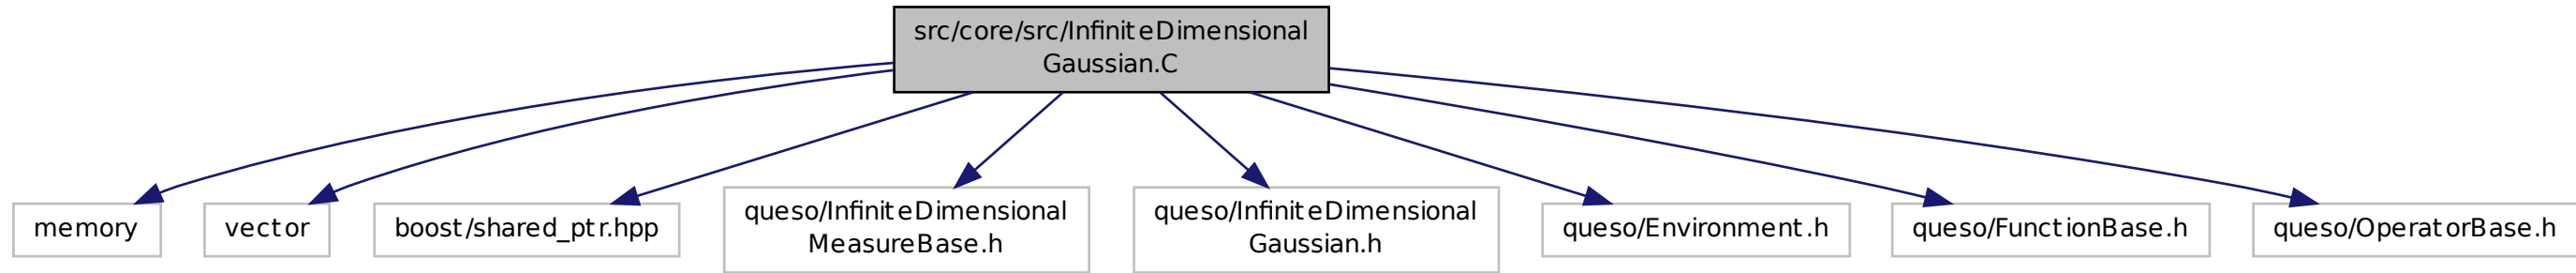 src/core/src/InfiniteDimensional
Gaussian.C
memory
vector
boost/shared_ptr.hpp
queso/InfiniteDimensional
MeasureBase.h
queso/InfiniteDimensional
Gaussian.h
queso/Environment.h
queso/FunctionBase.h
queso/OperatorBase.h